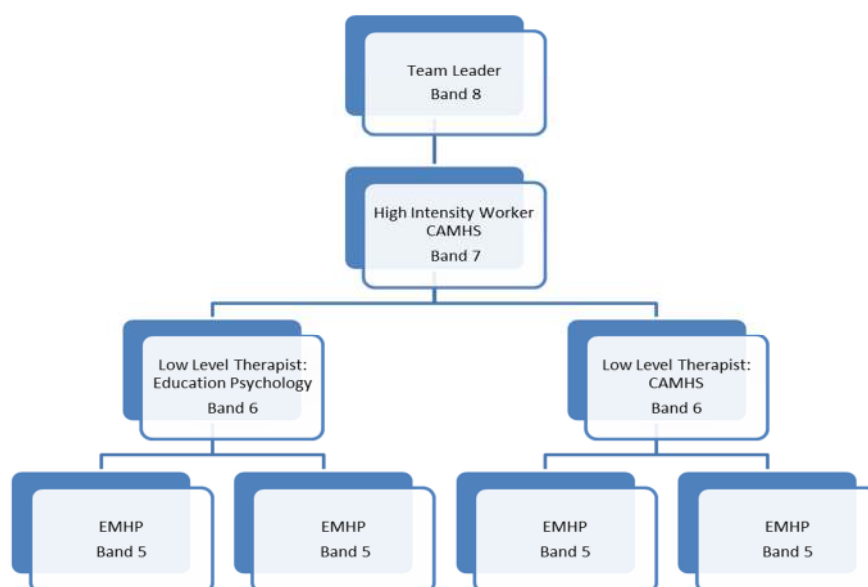 Team Leader
Band 8
High Intensity Worker
CAMHS
Band 7
Low Level Therapist:
Education Psychology
Band 6
Low Level Therapist:
CAMHS
Band 6
EMHP
Band 5
EMHP
Band 5
EMHP
Band 5
EMHP
Band 5